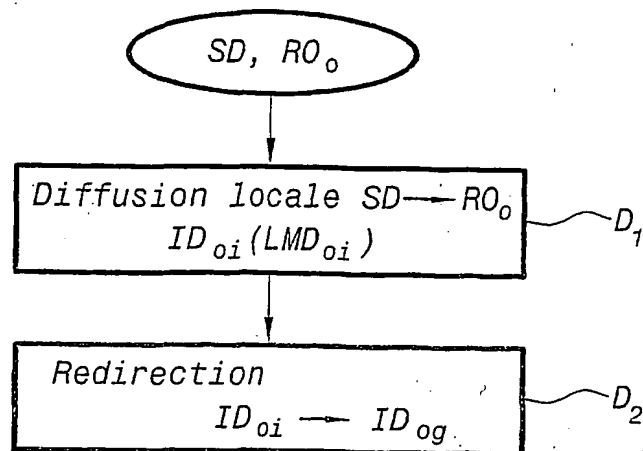 SD, RO₀
Diffusion locale SD → RO₀
ID₀ᵢ (LMD₀ᵢ)
D₁
Redirection
ID₀ᵢ → ID₀g
D₂